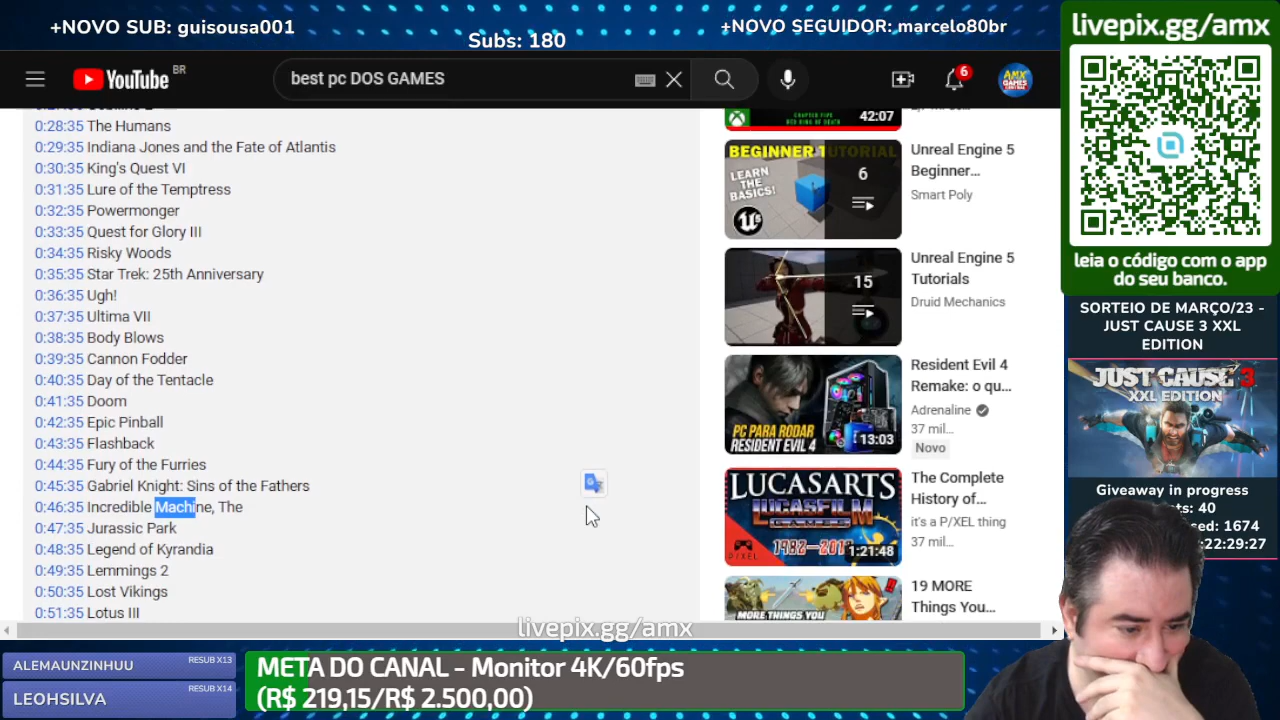 +NOVO SUB: guisousa001
Subs: 180
+NOVO SEGUIDOR: marcelo80br
livepix.gg/amx
leia o código com o app
do seu banco.
YouTube BR
best pc DOS GAMES
6
AMX
GAMES
CENTRAL
0:28:35 The Humans
0:29:35 Indiana Jones and the Fate of Atlantis
0:30:35 King's Quest VI
0:31:35 Lure of the Temptress
0:32:35 Powermonger
0:33:35 Quest for Glory III
0:34:35 Risky Woods
0:35:35 Star Trek: 25th Anniversary
0:36:35 Ugh!
0:37:35 Ultima VII
0:38:35 Body Blows
0:39:35 Cannon Fodder
0:40:35 Day of the Tentacle
0:41:35 Doom
0:42:35 Epic Pinball
0:43:35 Flashback
0:44:35 Fury of the Furries
0:45:35 Gabriel Knight: Sins of the Fathers
0:46:35 Incredible Machine, The
0:47:35 Jurassic Park
0:48:35 Legend of Kyrandia
0:49:35 Lemmings 2
0:50:35 Lost Vikings
0:51:35 Lotus III
42:07
BEGINNER TUTORIAL
LEARN
THE
BASICS!
6
Unreal Engine 5
Beginner...
Smart Poly
15
Unreal Engine 5
Tutorials
Druid Mechanics
PC PARA RODAR
RESIDENT EVIL 4
13:03
Resident Evil 4
Remake: o qu...
Adrenaline
37 mil...
Novo
LUCASARTS
LUCASFILM
P/XEL
1:21:48
The Complete
History of...
it's a P/XEL thing
37 mil...
MORE THINGS YOU
19 MORE
Things You...
SORTEIO DE MARÇO/23 -
JUST CAUSE 3 XXL
EDITION
JUST CAUSE 3
XXL EDITION
Giveaway in progress
nts: 40
sed: 1674
:22:29:27
livepix.gg/amx
ALEMAUNZINHUU RESUB X13
LEOHSILVA RESUB X14
META DO CANAL - Monitor 4K/60fps
(R$ 219,15/R$ 2.500,00)